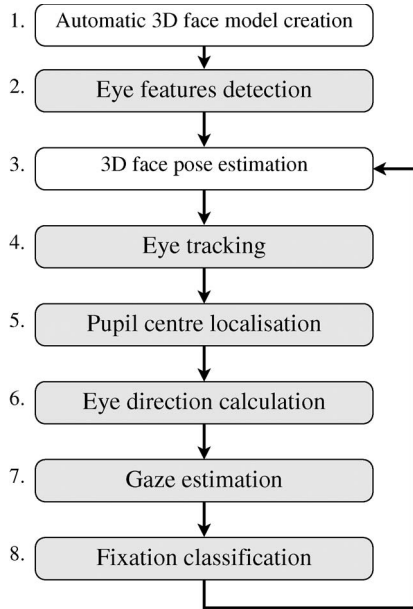 1. Automatic 3D face model creation
2. Eye features detection
3. 3D face pose estimation
4. Eye tracking
5. Pupil centre localisation
6. Eye direction calculation
7. Gaze estimation
8. Fixation classification